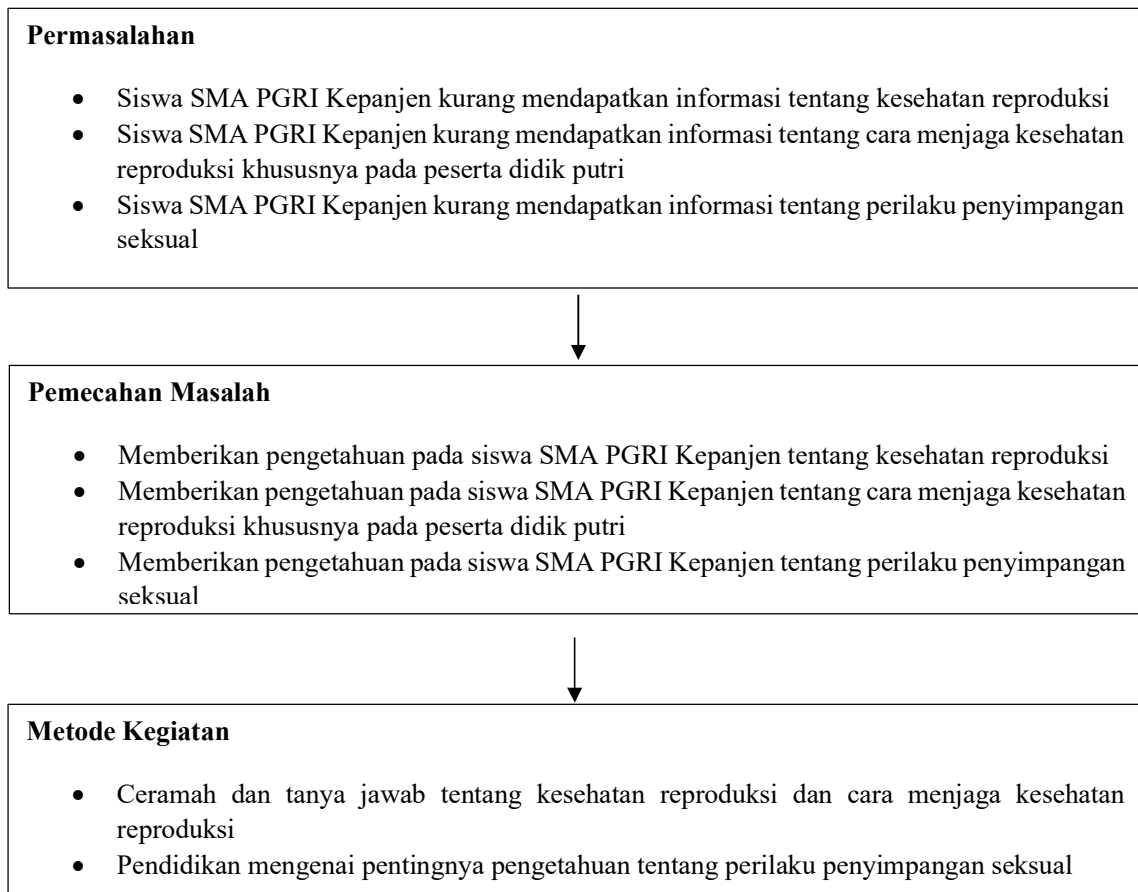 Permasalahan
• Siswa SMA PGRI Kepanjen kurang mendapatkan informasi tentang kesehatan reproduksi
• Siswa SMA PGRI Kepanjen kurang mendapatkan informasi tentang cara menjaga kesehatan
reproduksi khususnya pada peserta didik putri
• Siswa SMA PGRI Kepanjen kurang mendapatkan informasi tentang perilaku penyimpangan
seksual
Pemecahan Masalah
• Memberikan pengetahuan pada siswa SMA PGRI Kepanjen tentang kesehatan reproduksi
• Memberikan pengetahuan pada siswa SMA PGRI Kepanjen tentang cara menjaga kesehatan
reproduksi khususnya pada peserta didik putri
• Memberikan pengetahuan pada siswa SMA PGRI Kepanjen tentang perilaku penyimpangan
seksual
Metode Kegiatan
• Ceramah dan tanya jawab tentang kesehatan reproduksi dan cara menjaga kesehatan
reproduksi
• Pendidikan mengenai pentingnya pengetahuan tentang perilaku penyimpangan seksual